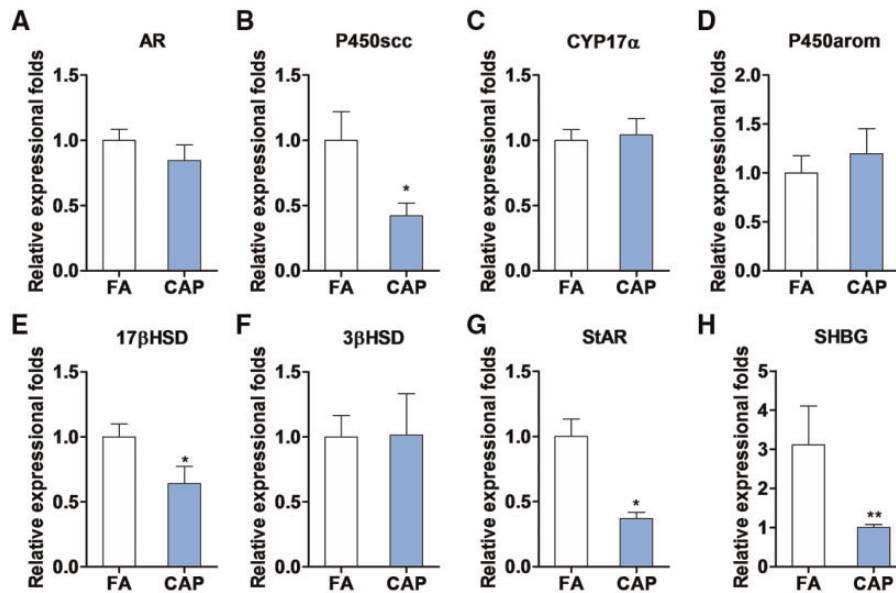 A
AR
Relative expressional folds
1.5
1.0
0.5
0.0
FA CAP
B
P450scc
Relative expressional folds
1.5
1.0
0.5
0.0
*
FA CAP
C
CYP17α
Relative expressional folds
1.5
1.0
0.5
0.0
FA CAP
D
P450arom
Relative expressional folds
2.0
1.5
1.0
0.5
0.0
FA CAP
E
17βHSD
Relative expressional folds
1.5
1.0
0.5
0.0
*
FA CAP
F
3βHSD
Relative expressional folds
1.5
1.0
0.5
0.0
FA CAP
G
StAR
Relative expressional folds
1.5
1.0
0.5
0.0
*
FA CAP
H
SHBG
Relative expressional folds
5
4
3
2
1
0
**
FA CAP